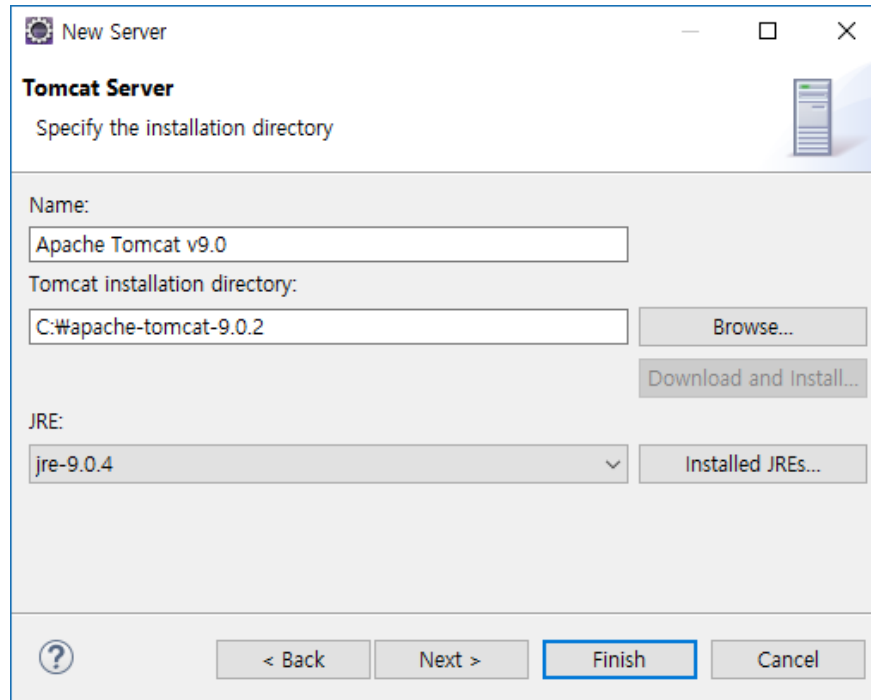 New Server
Tomcat Server
Specify the installation directory
Name:
Apache Tomcat v9.0
Tomcat installation directory:
C:₩apache-tomcat-9.0.2
Browse...
Download and Install...
JRE:
jre-9.0.4
Installed JREs...
?
< Back
Next >
Finish
Cancel